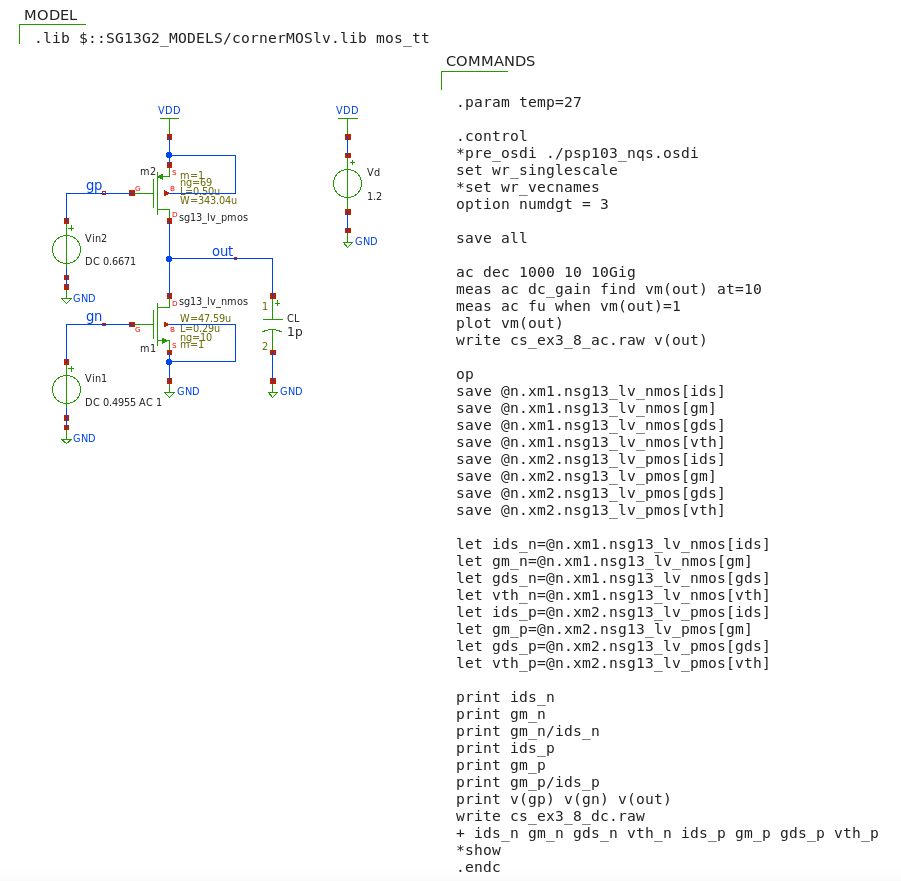 MODEL
.lib $::SG13G2_MODELS/cornerMOSlv.lib mos_tt
COMMANDS
.param temp=27
.control
*pre_osdi ./psp103_nqs.osdi
set wr_singlescale
*set wr_vecnames
option numdgt = 3
save all
ac dec 1000 10 10Gig
meas ac dc_gain find vm(out) at=10
meas ac fu when vm(out)=1
plot vm(out)
write cs_ex3_8_ac.raw v(out)
op
save @n.xm1.nsg13_lv_nmos[ids]
save @n.xm1.nsg13_lv_nmos[gm]
save @n.xm1.nsg13_lv_nmos[gds]
save @n.xm1.nsg13_lv_nmos[vth]
save @n.xm2.nsg13_lv_pmos[ids]
save @n.xm2.nsg13_lv_pmos[gm]
save @n.xm2.nsg13_lv_pmos[gds]
save @n.xm2.nsg13_lv_pmos[vth]
let ids_n=@n.xm1.nsg13_lv_nmos[ids]
let gm_n=@n.xm1.nsg13_lv_nmos[gm]
let gds_n=@n.xm1.nsg13_lv_nmos[gds]
let vth_n=@n.xm1.nsg13_lv_nmos[vth]
let ids_p=@n.xm2.nsg13_lv_pmos[ids]
let gm_p=@n.xm2.nsg13_lv_pmos[gm]
let gds_p=@n.xm2.nsg13_lv_pmos[gds]
let vth_p=@n.xm2.nsg13_lv_pmos[vth]
print ids_n
print gm_n
print gm_n/ids_n
print ids_p
print gm_p
print gm_p/ids_p
print v(gp) v(gn) v(out)
write cs_ex3_8_dc.raw
+ ids_n gm_n gds_n vth_n ids_p gm_p gds_p vth_p
*show
.endc
VDD
m2
S
m=1
ng=69
L=0.50u
W=343.04u
gp
G
B
D
sg13_lv_pmos
Vin2
+
DC 0.6671
GND
out
sg13_lv_nmos
D
W=47.59u
L=0.29u
ng=10
m=1
gn
G
B
S
m1
GND
1
+
CL
1p
2
GND
Vin1
+
DC 0.4955 AC 1
GND
VDD
+
Vd
1.2
GND